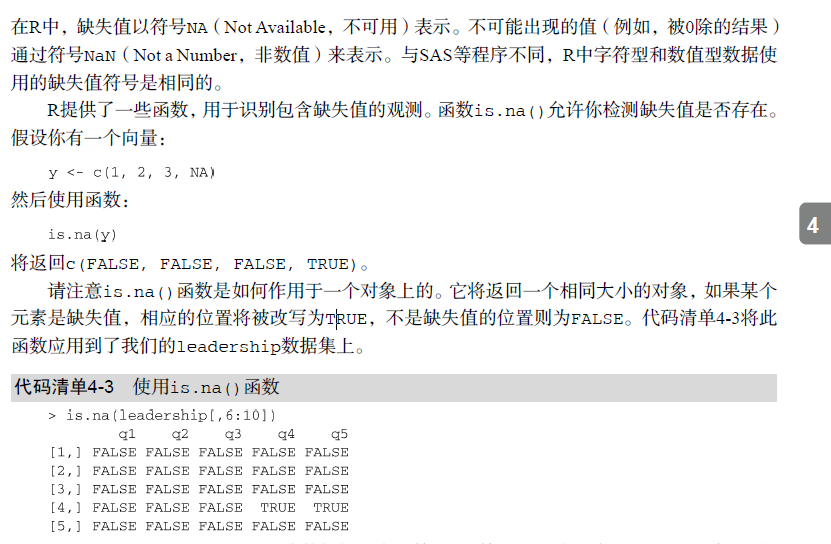 在R中，缺失值以符号NA（Not Available，不可用）表示。不可能出现的值（例如，被0除的结果）
通过符号NaN（Not a Number，非数值）来表示。与SAS等程序不同，R中字符型和数值型数据使
用的缺失值符号是相同的。
R提供了一些函数，用于识别包含缺失值的观测。函数is.na()允许你检测缺失值是否存在。
假设你有一个向量：
y <- c(1, 2, 3, NA)
然后使用函数：
is.na(y)
4
将返回c(FALSE, FALSE, FALSE, TRUE)。
请注意is.na()函数是如何作用于一个对象上的。它将返回一个相同大小的对象，如果某个
元素是缺失值，相应的位置将被改写为TRUE，不是缺失值的位置则为FALSE。代码清单4-3将此
函数应用到了我们的leadership数据集上。
代码清单4-3 使用is.na()函数
> is.na(leadership[,6:10])
q1 q2 q3 q4 q5
[1,] FALSE FALSE FALSE FALSE FALSE
[2,] FALSE FALSE FALSE FALSE FALSE
[3,] FALSE FALSE FALSE FALSE FALSE
[4,] FALSE FALSE FALSE TRUE TRUE
[5,] FALSE FALSE FALSE FALSE FALSE